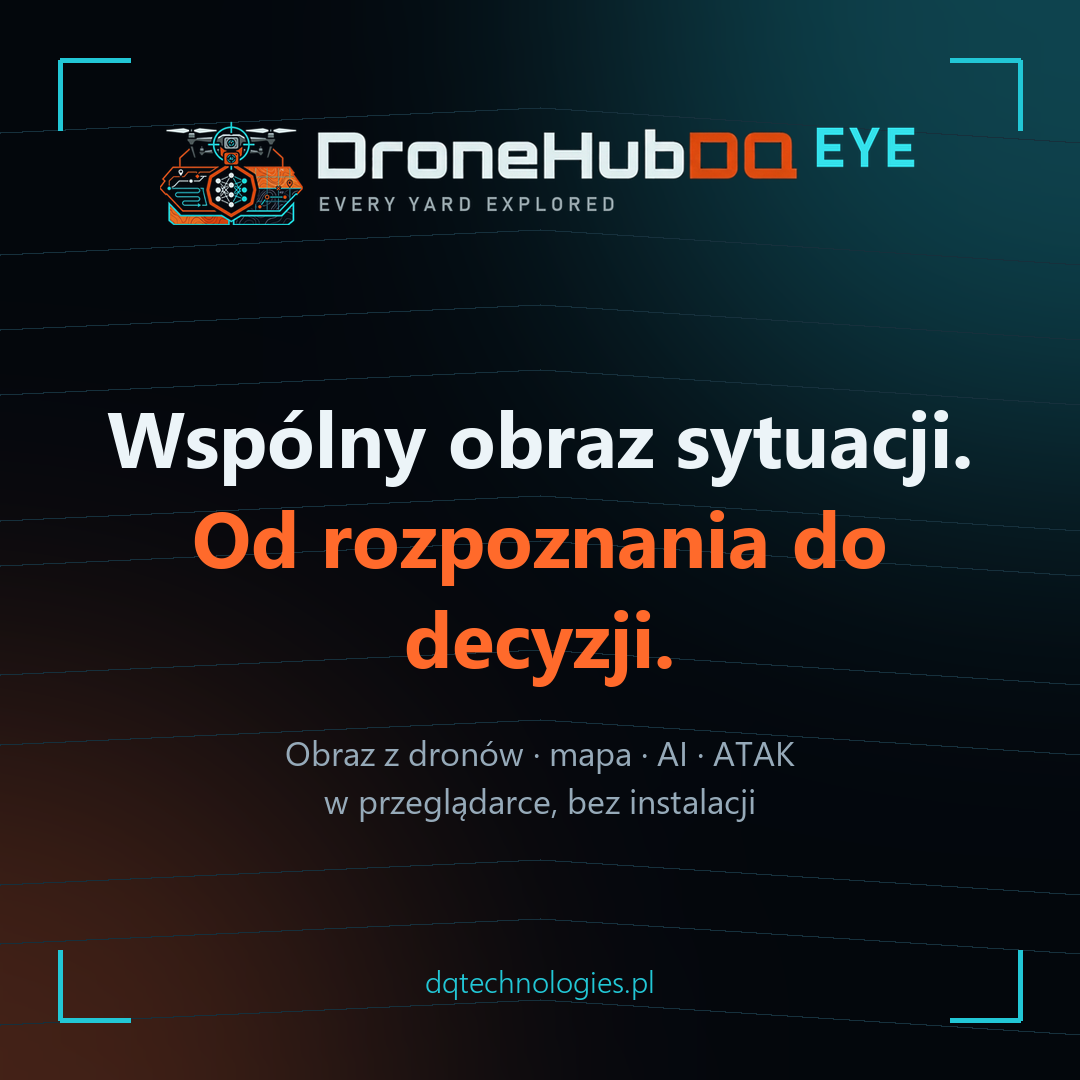 DroneHubDQ EYE
EVERY YARD EXPLORED
Wspólny obraz sytuacji.
Od rozpoznania do
decyzji.
Obraz z dronów · mapa · AI · ATAK
w przeglądarce, bez instalacji
dqtechnologies.pl